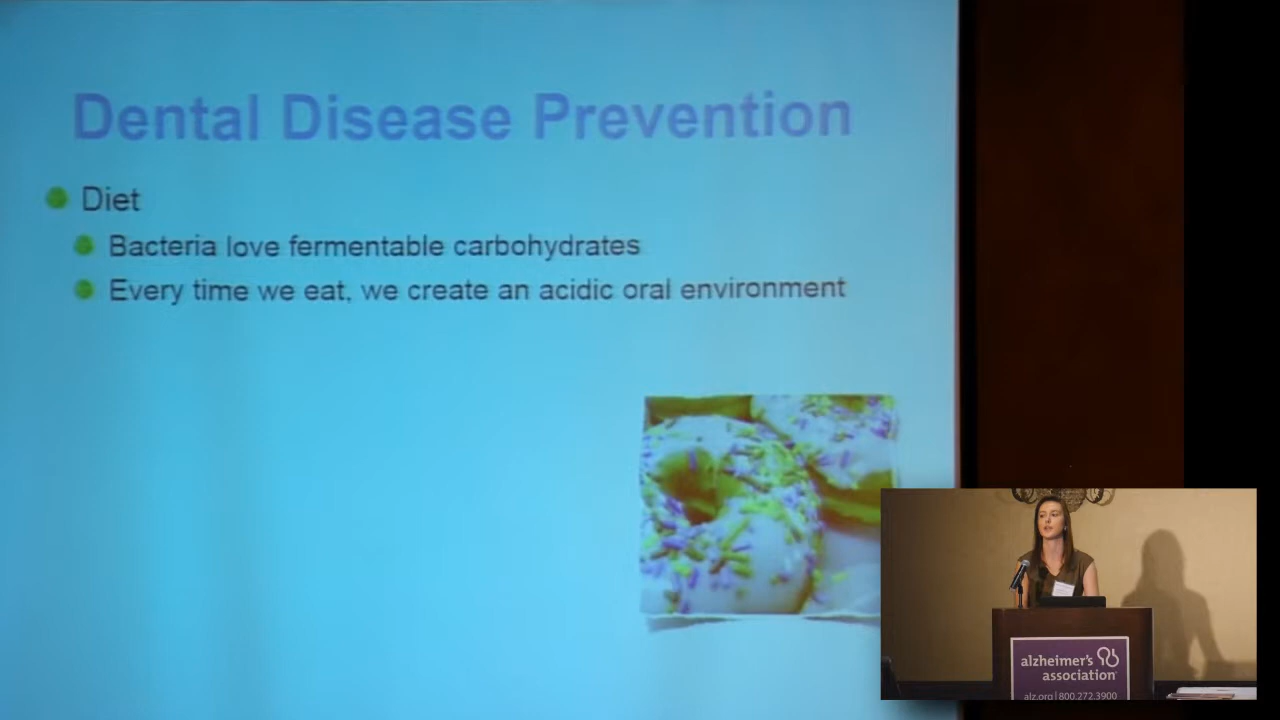 Dental Disease Prevention
Diet
Bacteria love fermentable carbohydrates
Every time we eat, we create an acidic oral environment
alzheimer's
association
alz.org | 800.272.3900